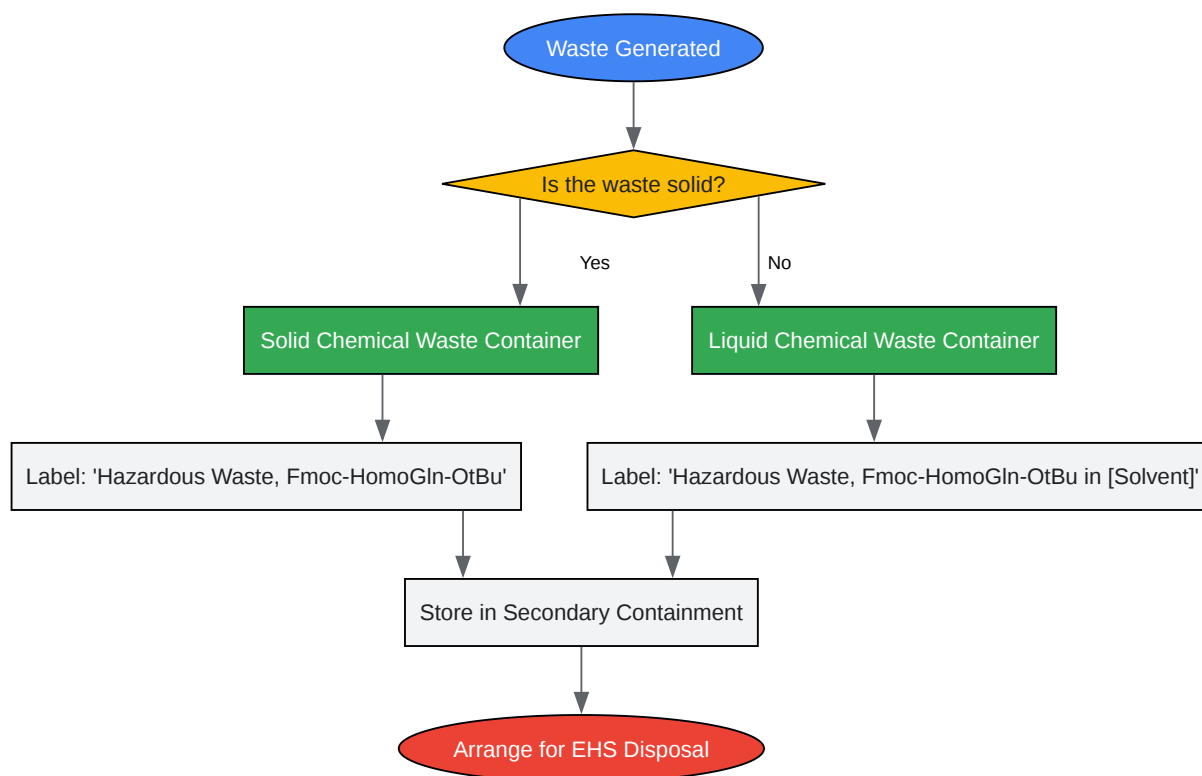 Waste Generated
Is the waste solid?
Yes
No
Solid Chemical Waste Container
Liquid Chemical Waste Container
Label: 'Hazardous Waste, Fmoc-HomoGln-OtBu'
Label: 'Hazardous Waste, Fmoc-HomoGln-OtBu in [Solvent]'
Store in Secondary Containment
Arrange for EHS Disposal